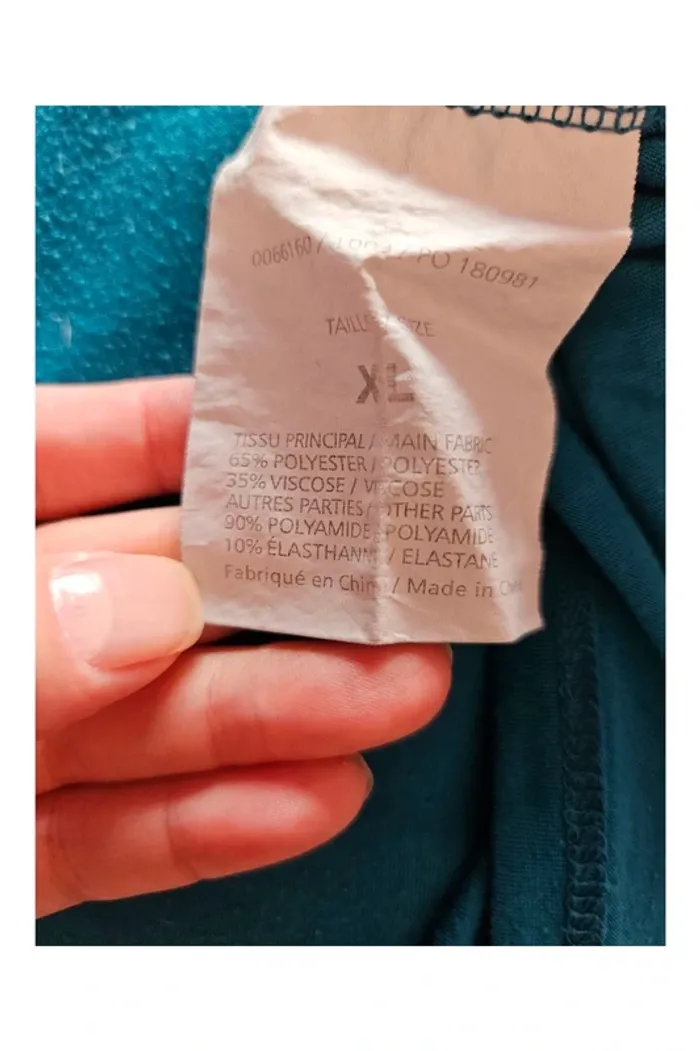 0066160 / / PO 180981
TAILLE / SIZE
XL
TISSU PRINCIPAL / MAIN FABRIC
65% POLYESTER / POLYESTER
35% VISCOSE / VISCOSE
AUTRES PARTIES / OTHER PARTS
90% POLYAMIDE / POLYAMIDE
10% ÉLASTHANNE / ELASTANE
Fabriqué en Chine / Made in China